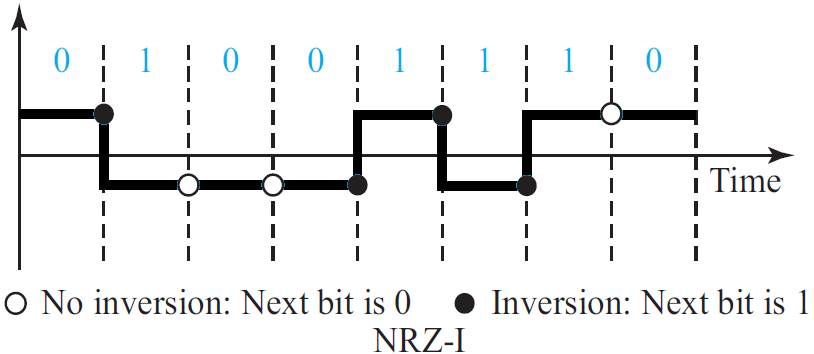 0 1 0 0 1 1 1 0
Time
No inversion: Next bit is 0 Inversion: Next bit is 1
NRZ-I